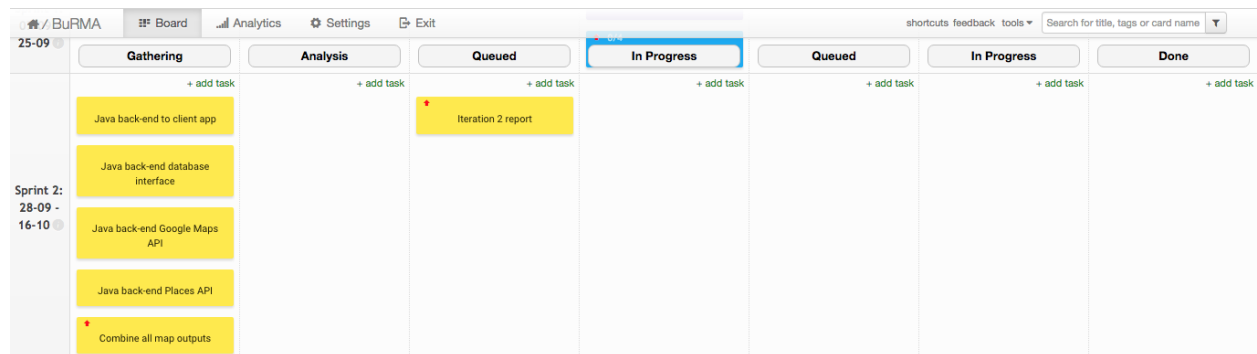 / BuRMA Board Analytics Settings Exit shortcuts feedback tools Search for title, tags or card name
25-09
Gathering Analysis Queued In Progress Queued In Progress Done
+ add task + add task + add task + add task + add task + add task + add task
Java back-end to client app Iteration 2 report
Java back-end database
interface
Sprint 2:
28-09 -
16-10
Java back-end Google Maps
API
Java back-end Places API
Combine all map outputs